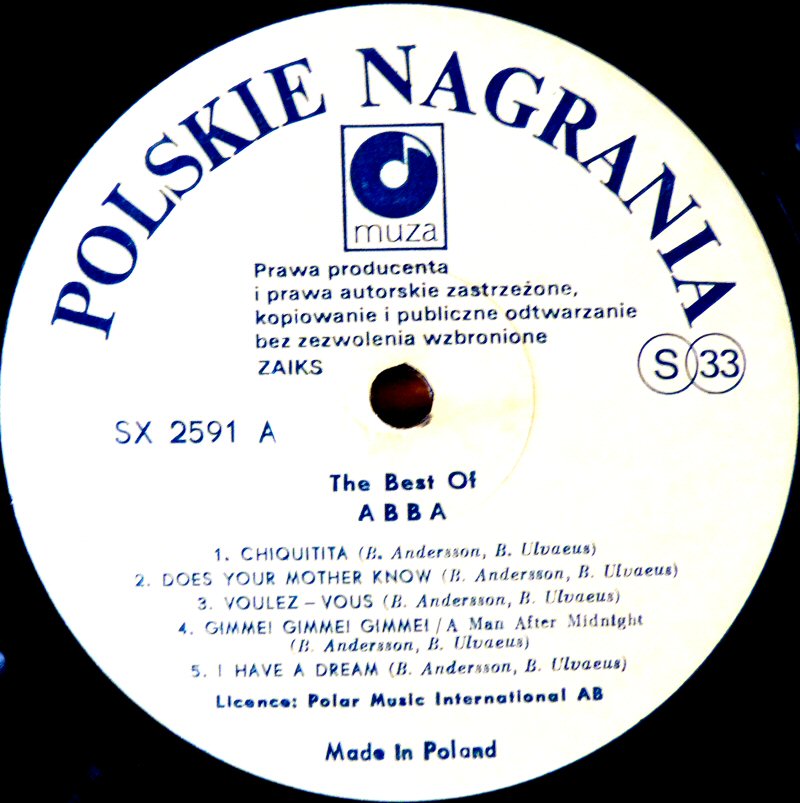 POLSKIE NAGRANIA
muza
Prawa producenta
i prawa autorskie zastrzeżone,
kopiowanie i publiczne odtwarzanie
bez zezwolenia wzbronione
ZAIKS
S 33
SX 2591 A
The Best Of
ABBA
1. CHIQUITITA (B. Andersson, B. Ulvaeus)
2. DOES YOUR MOTHER KNOW (B. Andersson, B. Ulvaeus)
3. VOULEZ – VOUS (B. Andersson, B. Ulvaeus)
4. GIMME! GIMME! GIMME! / A Man After Midnight
(B. Andersson, B. Ulvaeus)
5. I HAVE A DREAM (B. Andersson, B. Ulvaeus)
Licence: Polar Music International AB
Made in Poland